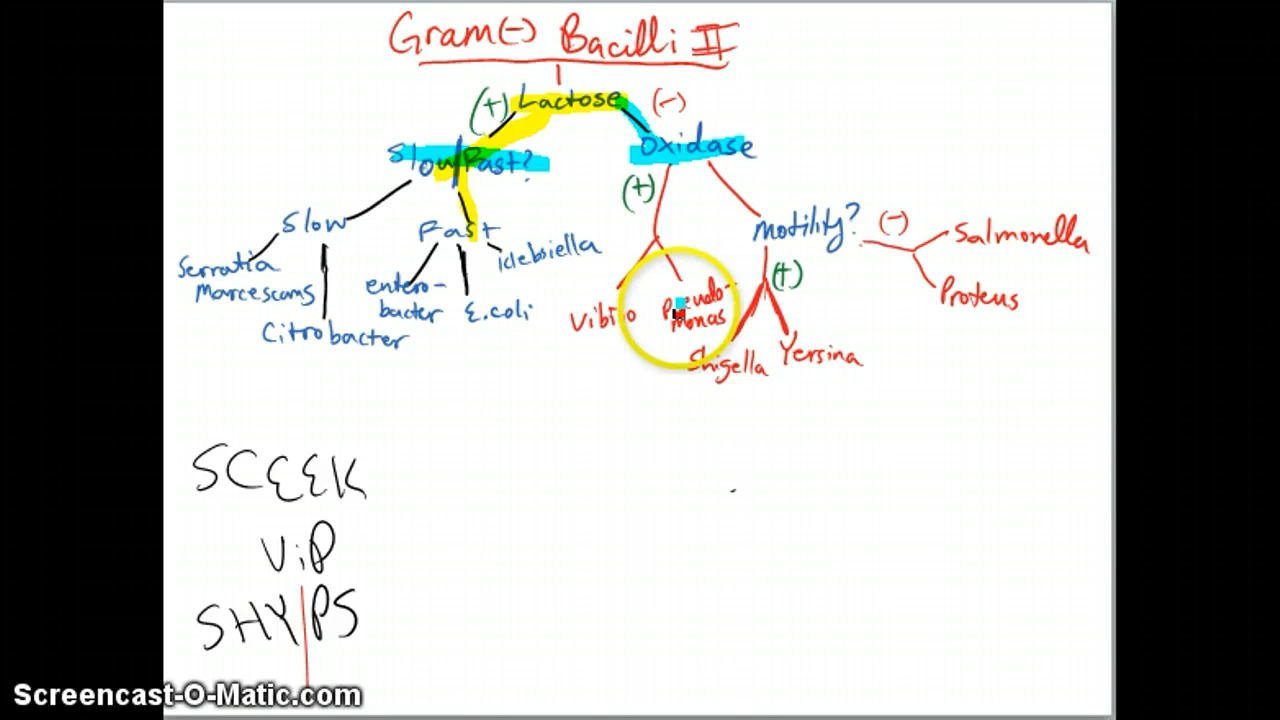 Gram(-) Bacilli II
(+) Lactose (-)
Slow/Fast? Oxidase
(+)
Slow Fast Motility? (-) Salmonella
Serratia Marcescans
Citrobacter
entero-bacter
E.coli
klebsiella
Vibrio
Pseudo-monas
(+)
Shigella
Yersina
Proteus
SCEEK
ViP
SHY|PS
Screencast-O-Matic.com